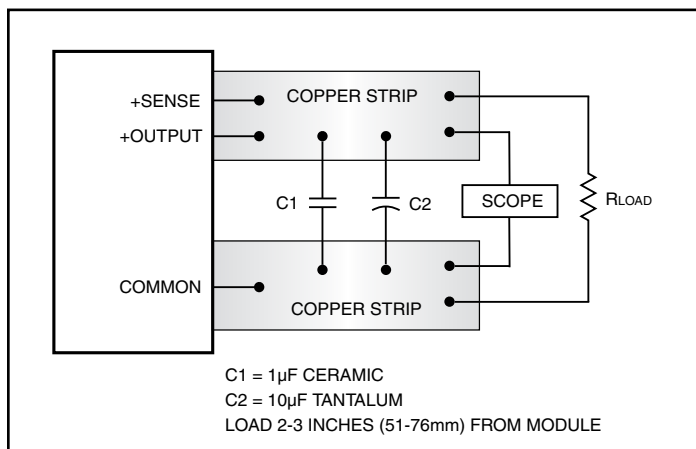 +SENSE
COPPER STRIP
+OUTPUT
C1
C2
SCOPE
RLOAD
COMMON
COPPER STRIP
C1 = 1µF CERAMIC
C2 = 10µF TANTALUM
LOAD 2-3 INCHES (51-76mm) FROM MODULE